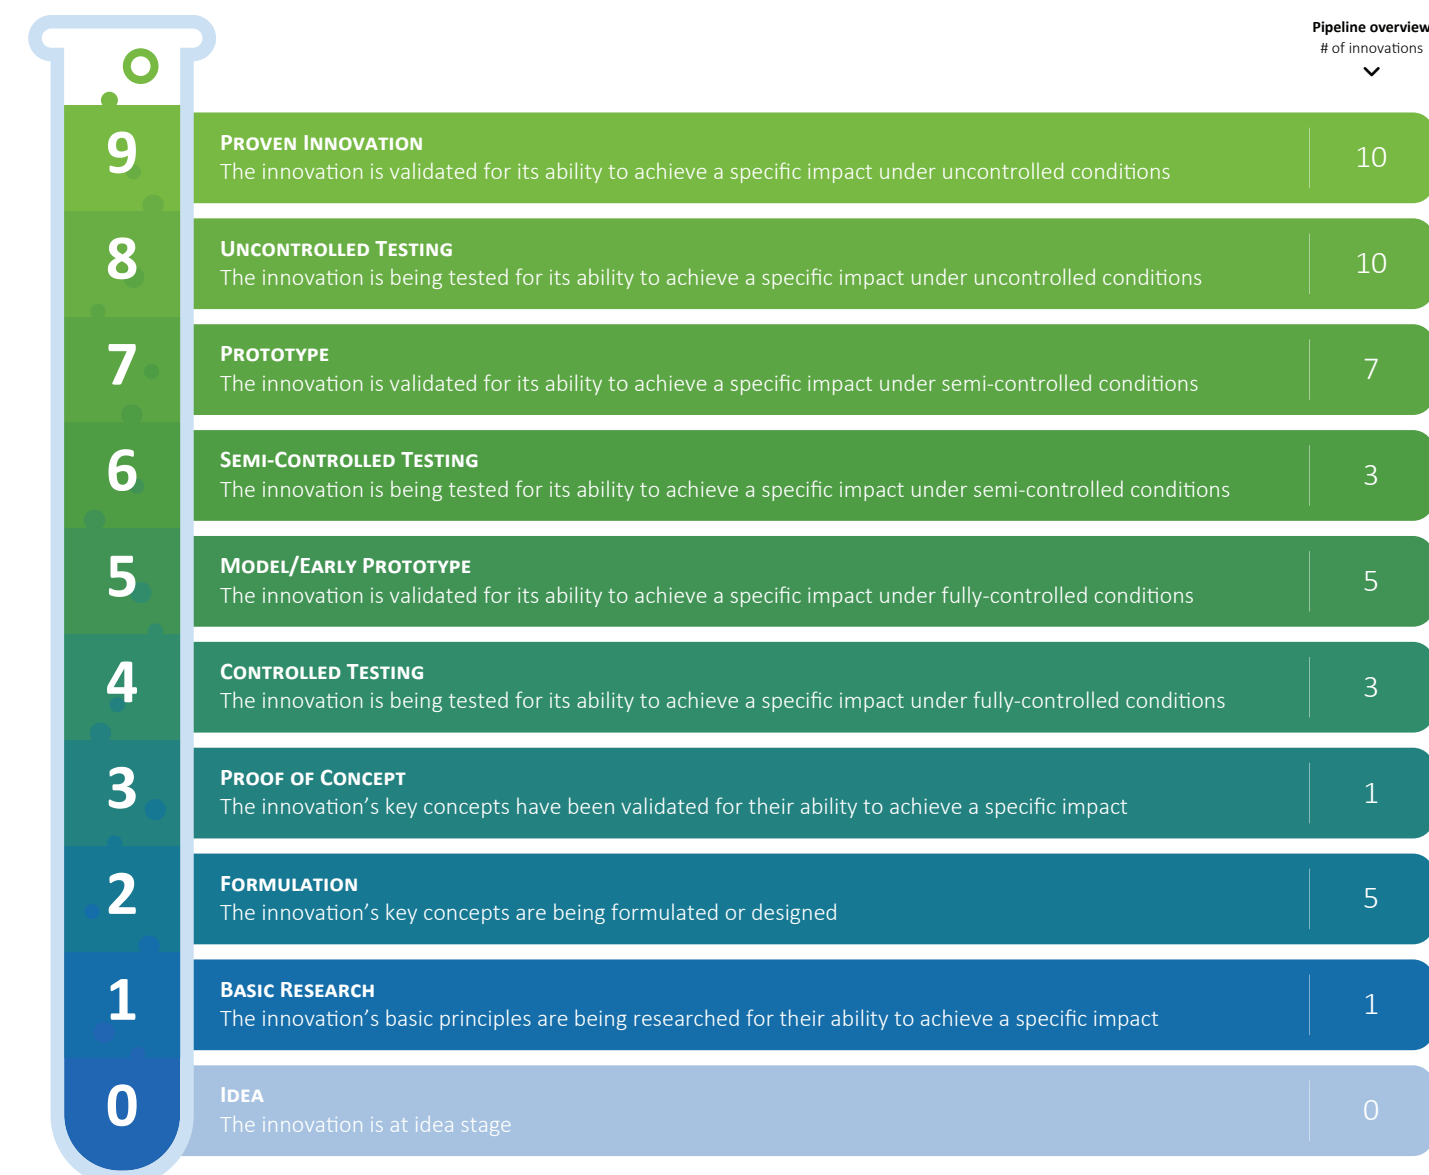 Pipeline overview
# of innovations
9
PROVEN INNOVATION
The innovation is validated for its ability to achieve a specific impact under uncontrolled conditions
10
8
UNCONTROLLED TESTING
The innovation is being tested for its ability to achieve a specific impact under uncontrolled conditions
10
7
PROTOTYPE
The innovation is validated for its ability to achieve a specific impact under semi-controlled conditions
7
6
SEMI-CONTROLLED TESTING
The innovation is being tested for its ability to achieve a specific impact under semi-controlled conditions
3
5
MODEL/EARLY PROTOTYPE
The innovation is validated for its ability to achieve a specific impact under fully-controlled conditions
5
4
CONTROLLED TESTING
The innovation is being tested for its ability to achieve a specific impact under fully-controlled conditions
3
3
PROOF OF CONCEPT
The innovation’s key concepts have been validated for their ability to achieve a specific impact
1
2
FORMULATION
The innovation’s key concepts are being formulated or designed
5
1
BASIC RESEARCH
The innovation’s basic principles are being researched for their ability to achieve a specific impact
1
0
IDEA
The innovation is at idea stage
0